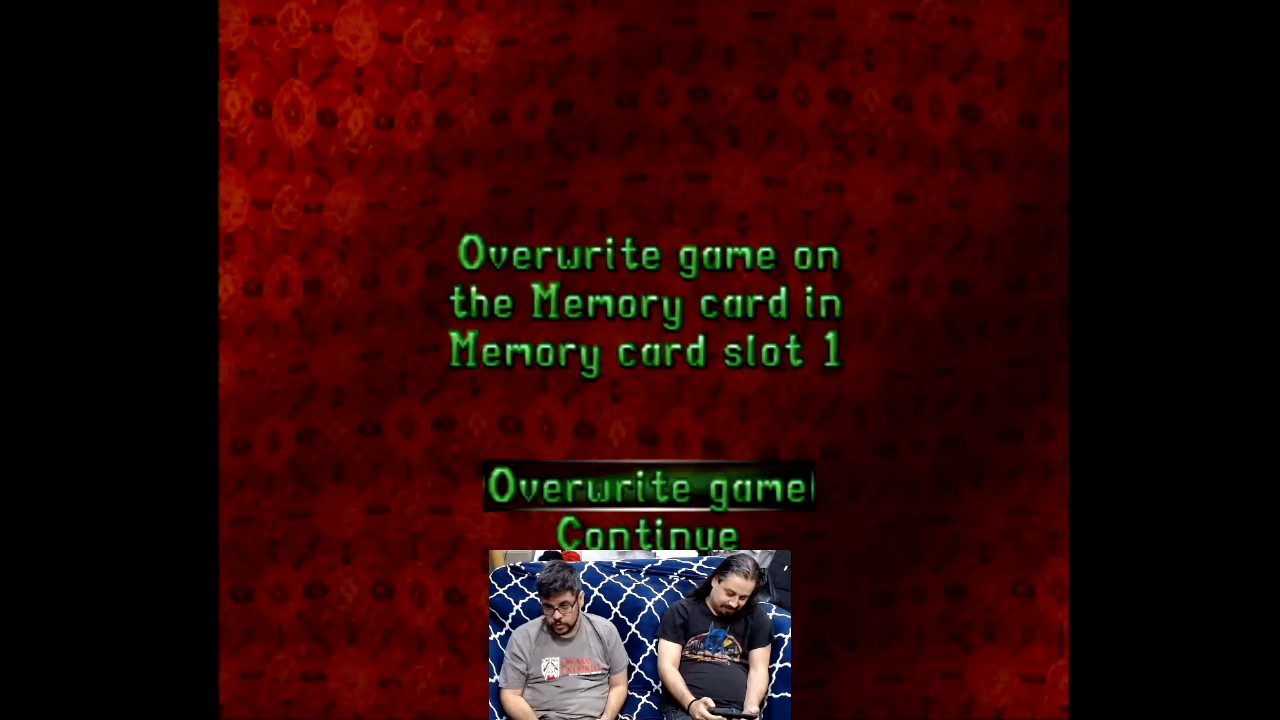 Overwrite game on
the Memory card in
Memory card slot 1
Overwrite game
Continue